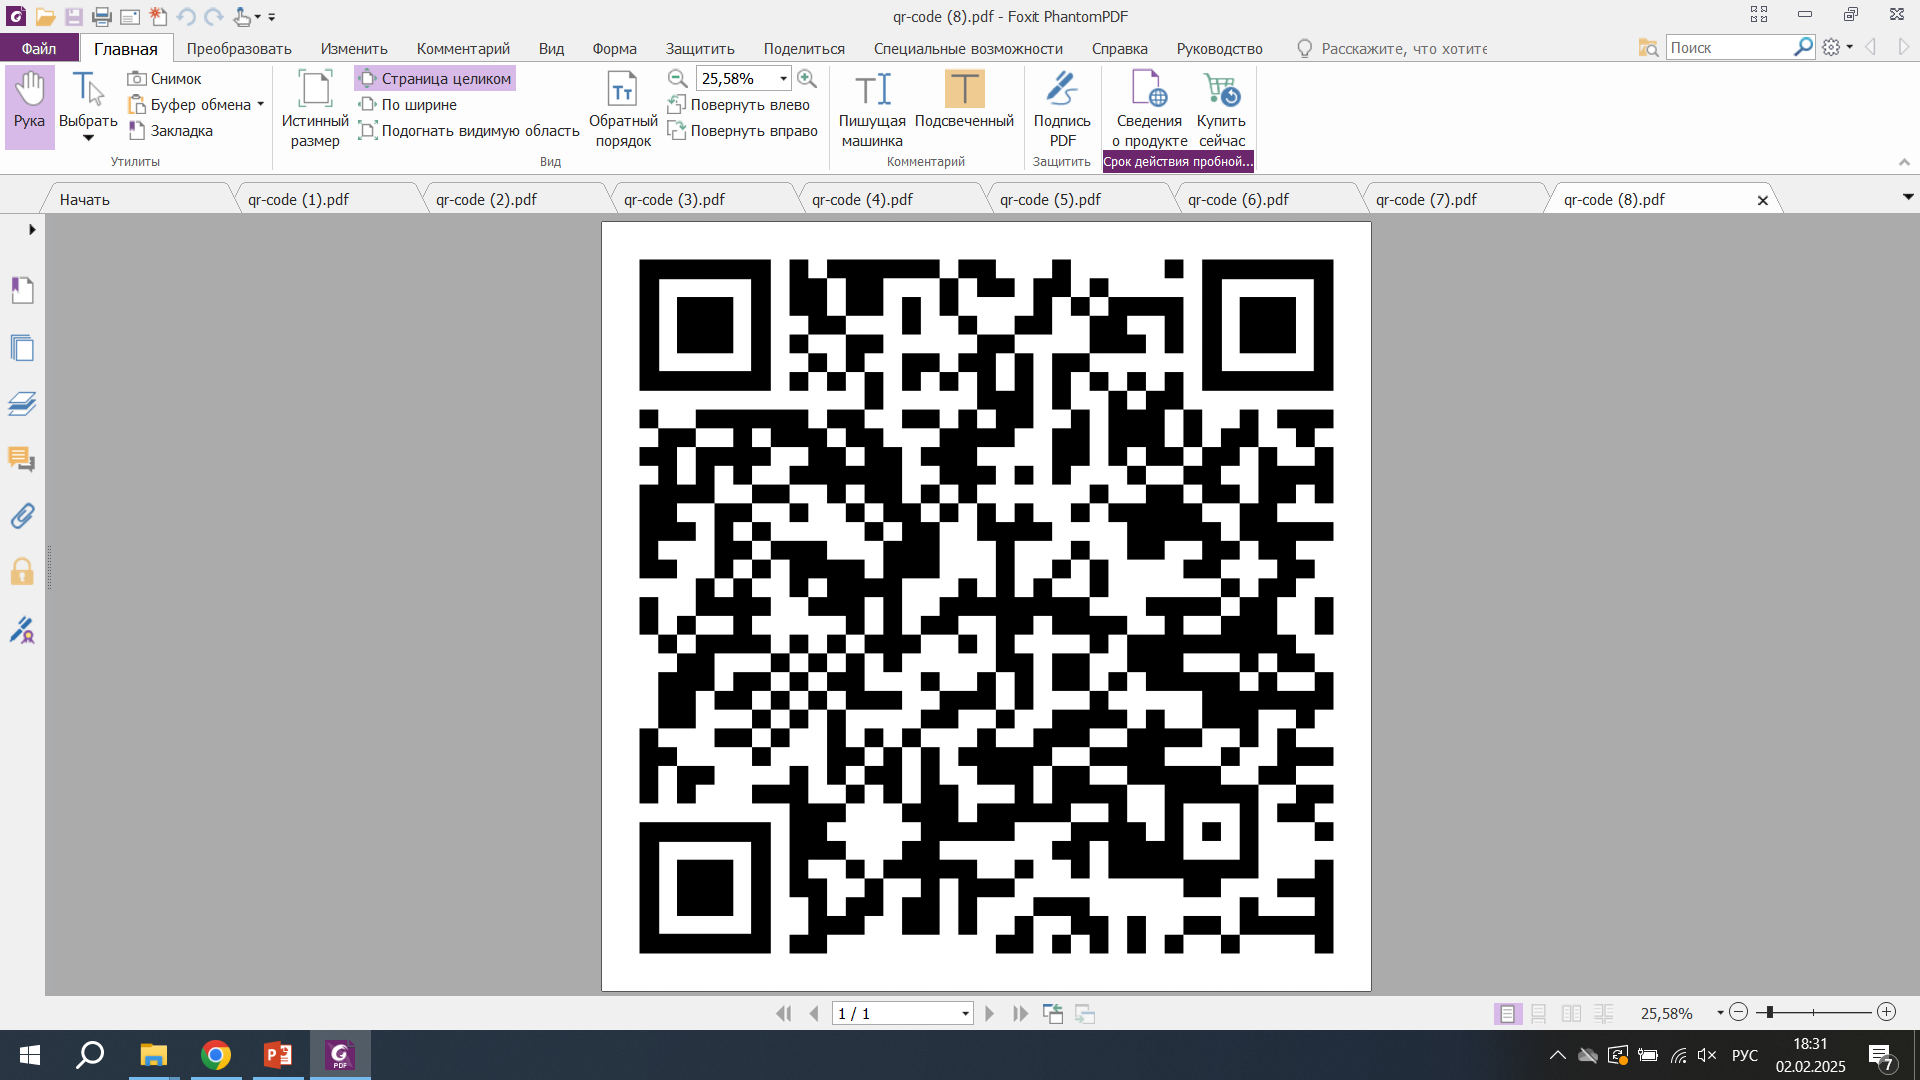 qr-code (8).pdf - Foxit PhantomPDF
Файл
Главная
Преобразовать
Изменить
Комментарий
Вид
Форма
Защитить
Поделиться
Специальные возможности
Справка
Руководство
Расскажите, что хотите
Поиск
Рука
Выбрать
Снимок
Буфер обмена
Закладка
Утилиты
Истинный
размер
Страница целиком
По ширине
Подогнать видимую область
Обратный
порядок
25,58%
Повернуть влево
Повернуть вправо
Вид
Пишущая
машинка
Подсвеченный
Комментарий
Подпись
PDF
Защитить
Сведения
о продукте
Купить
сейчас
Срок действия пробной...
Начать
qr-code (1).pdf
qr-code (2).pdf
qr-code (3).pdf
qr-code (4).pdf
qr-code (5).pdf
qr-code (6).pdf
qr-code (7).pdf
qr-code (8).pdf
1 / 1
25,58%
РУС
18:31
02.02.2025
7